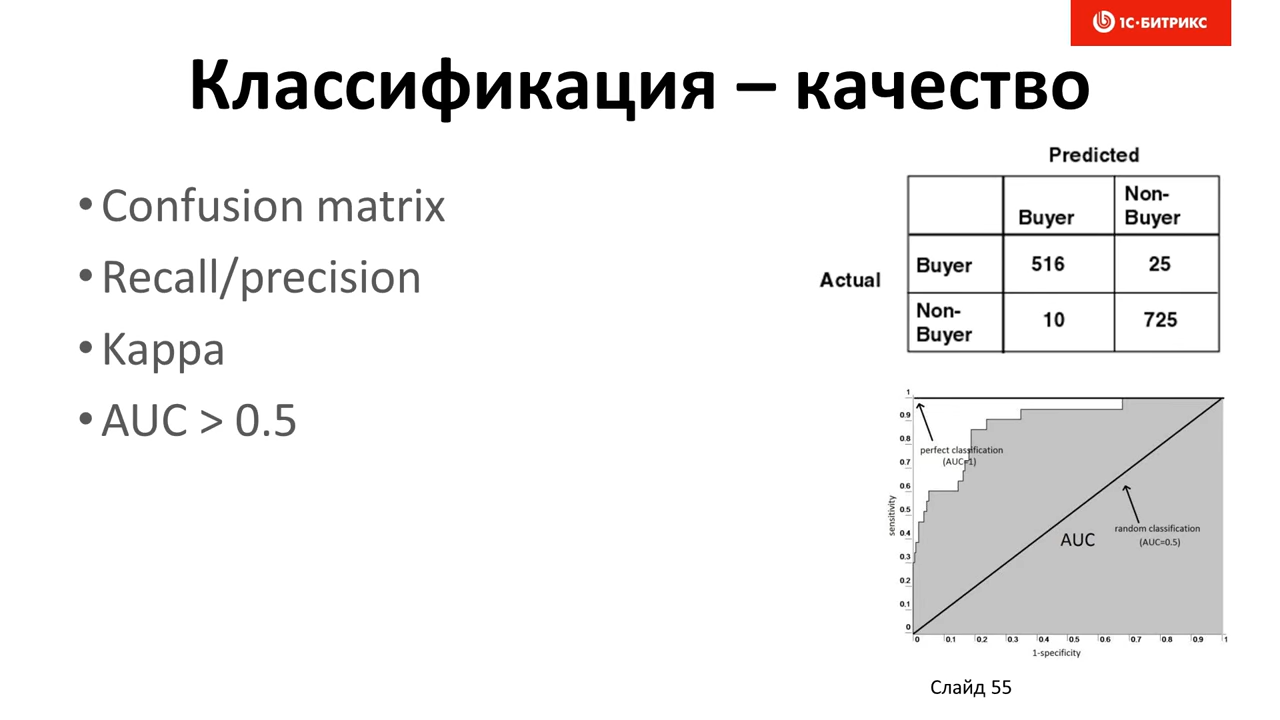 1С·БИТРИКС
Классификация – качество
• Confusion matrix
• Recall/precision
• Kappa
• AUC > 0.5
Predicted
Buyer
Non-
Buyer
Actual
Buyer
516
25
Non-
Buyer
10
725
1
0.9
0.8
0.7
0.6
0.5
0.4
0.3
0.2
0.1
0
sensitivity
perfect classification
(AUC=1)
random classification
(AUC=0.5)
AUC
0
0.1
0.2
0.3
0.4
0.5
0.6
0.7
0.8
0.9
1
1-specificity
Слайд 55